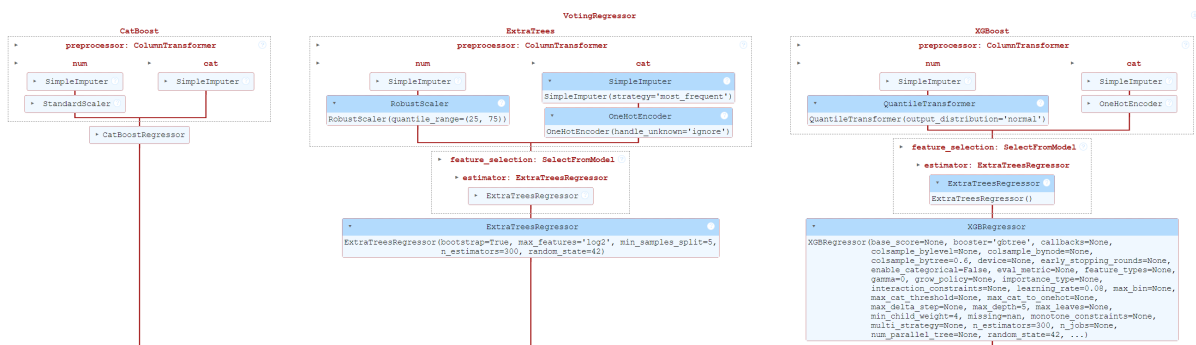 VotingRegressor
CatBoost
preprocessor: ColumnTransformer
num
cat
SimpleImputer
SimpleImputer
StandardScaler
CatBoostRegressor
ExtraTrees
preprocessor: ColumnTransformer
num
cat
SimpleImputer
RobustScaler
RobustScaler(quantile_range=(25, 75))
SimpleImputer
SimpleImputer(strategy='most_frequent')
OneHotEncoder
OneHotEncoder(handle_unknown='ignore')
feature_selection: SelectFromModel
estimator: ExtraTreesRegressor
ExtraTreesRegressor
ExtraTreesRegressor
ExtraTreesRegressor(bootstrap=True, max_features='log2', min_samples_split=5,
n_estimators=300, random_state=42)
XGBoost
preprocessor: ColumnTransformer
num
cat
SimpleImputer
QuantileTransformer
QuantileTransformer(output_distribution='normal')
SimpleImputer
OneHotEncoder
feature_selection: SelectFromModel
estimator: ExtraTreesRegressor
ExtraTreesRegressor
ExtraTreesRegressor()
XGBRegressor
XGBRegressor(base_score=None, booster='gbtree', callbacks=None,
colsample_bylevel=None, colsample_bynode=None,
colsample_bytree=0.6, device=None, early_stopping_rounds=None,
enable_categorical=False, eval_metric=None, feature_types=None,
gamma=0, grow_policy=None, importance_type=None,
interaction_constraints=None, learning_rate=0.08, max_bin=None,
max_cat_threshold=None, max_cat_to_onehot=None,
max_delta_step=None, max_depth=5, max_leaves=None,
min_child_weight=4, missing=nan, monotone_constraints=None,
multi_strategy=None, n_estimators=300, n_jobs=None,
num_parallel_tree=None, random_state=42, ...)